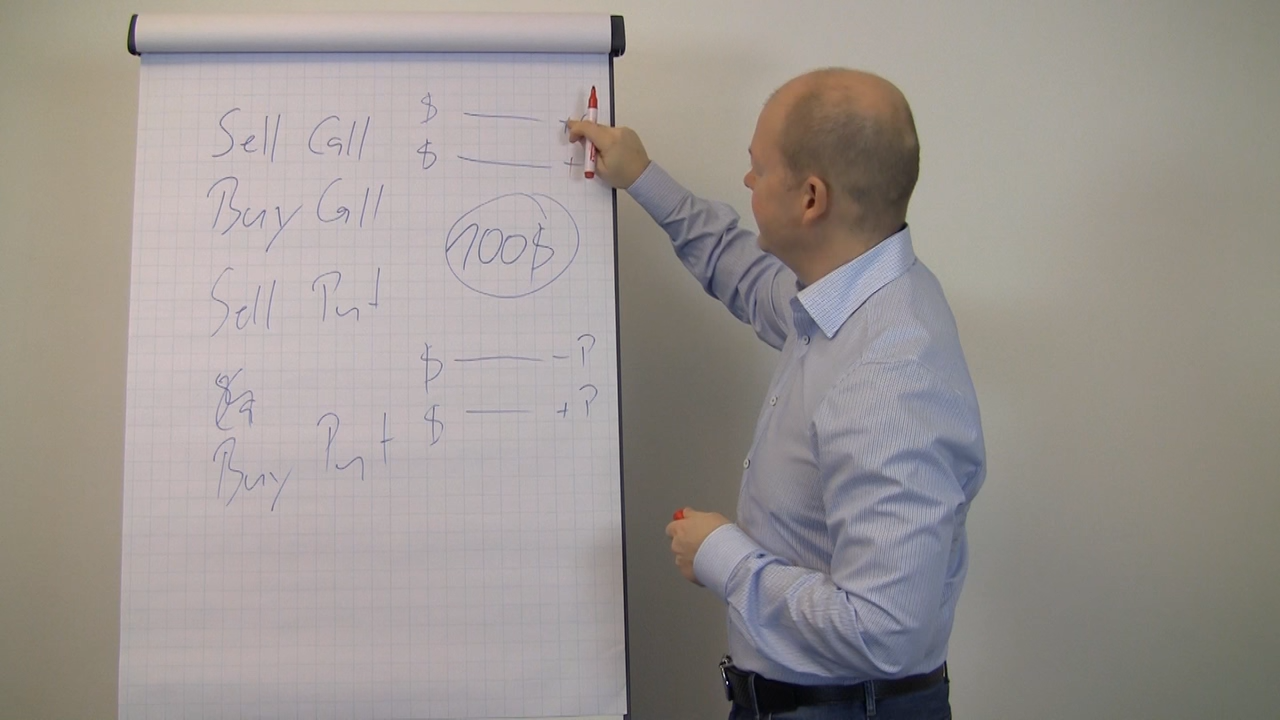 Sell Call $ — +
Buy Call $ — +
100$
Sell Put
$ — - P
$ — + P
Buy Put